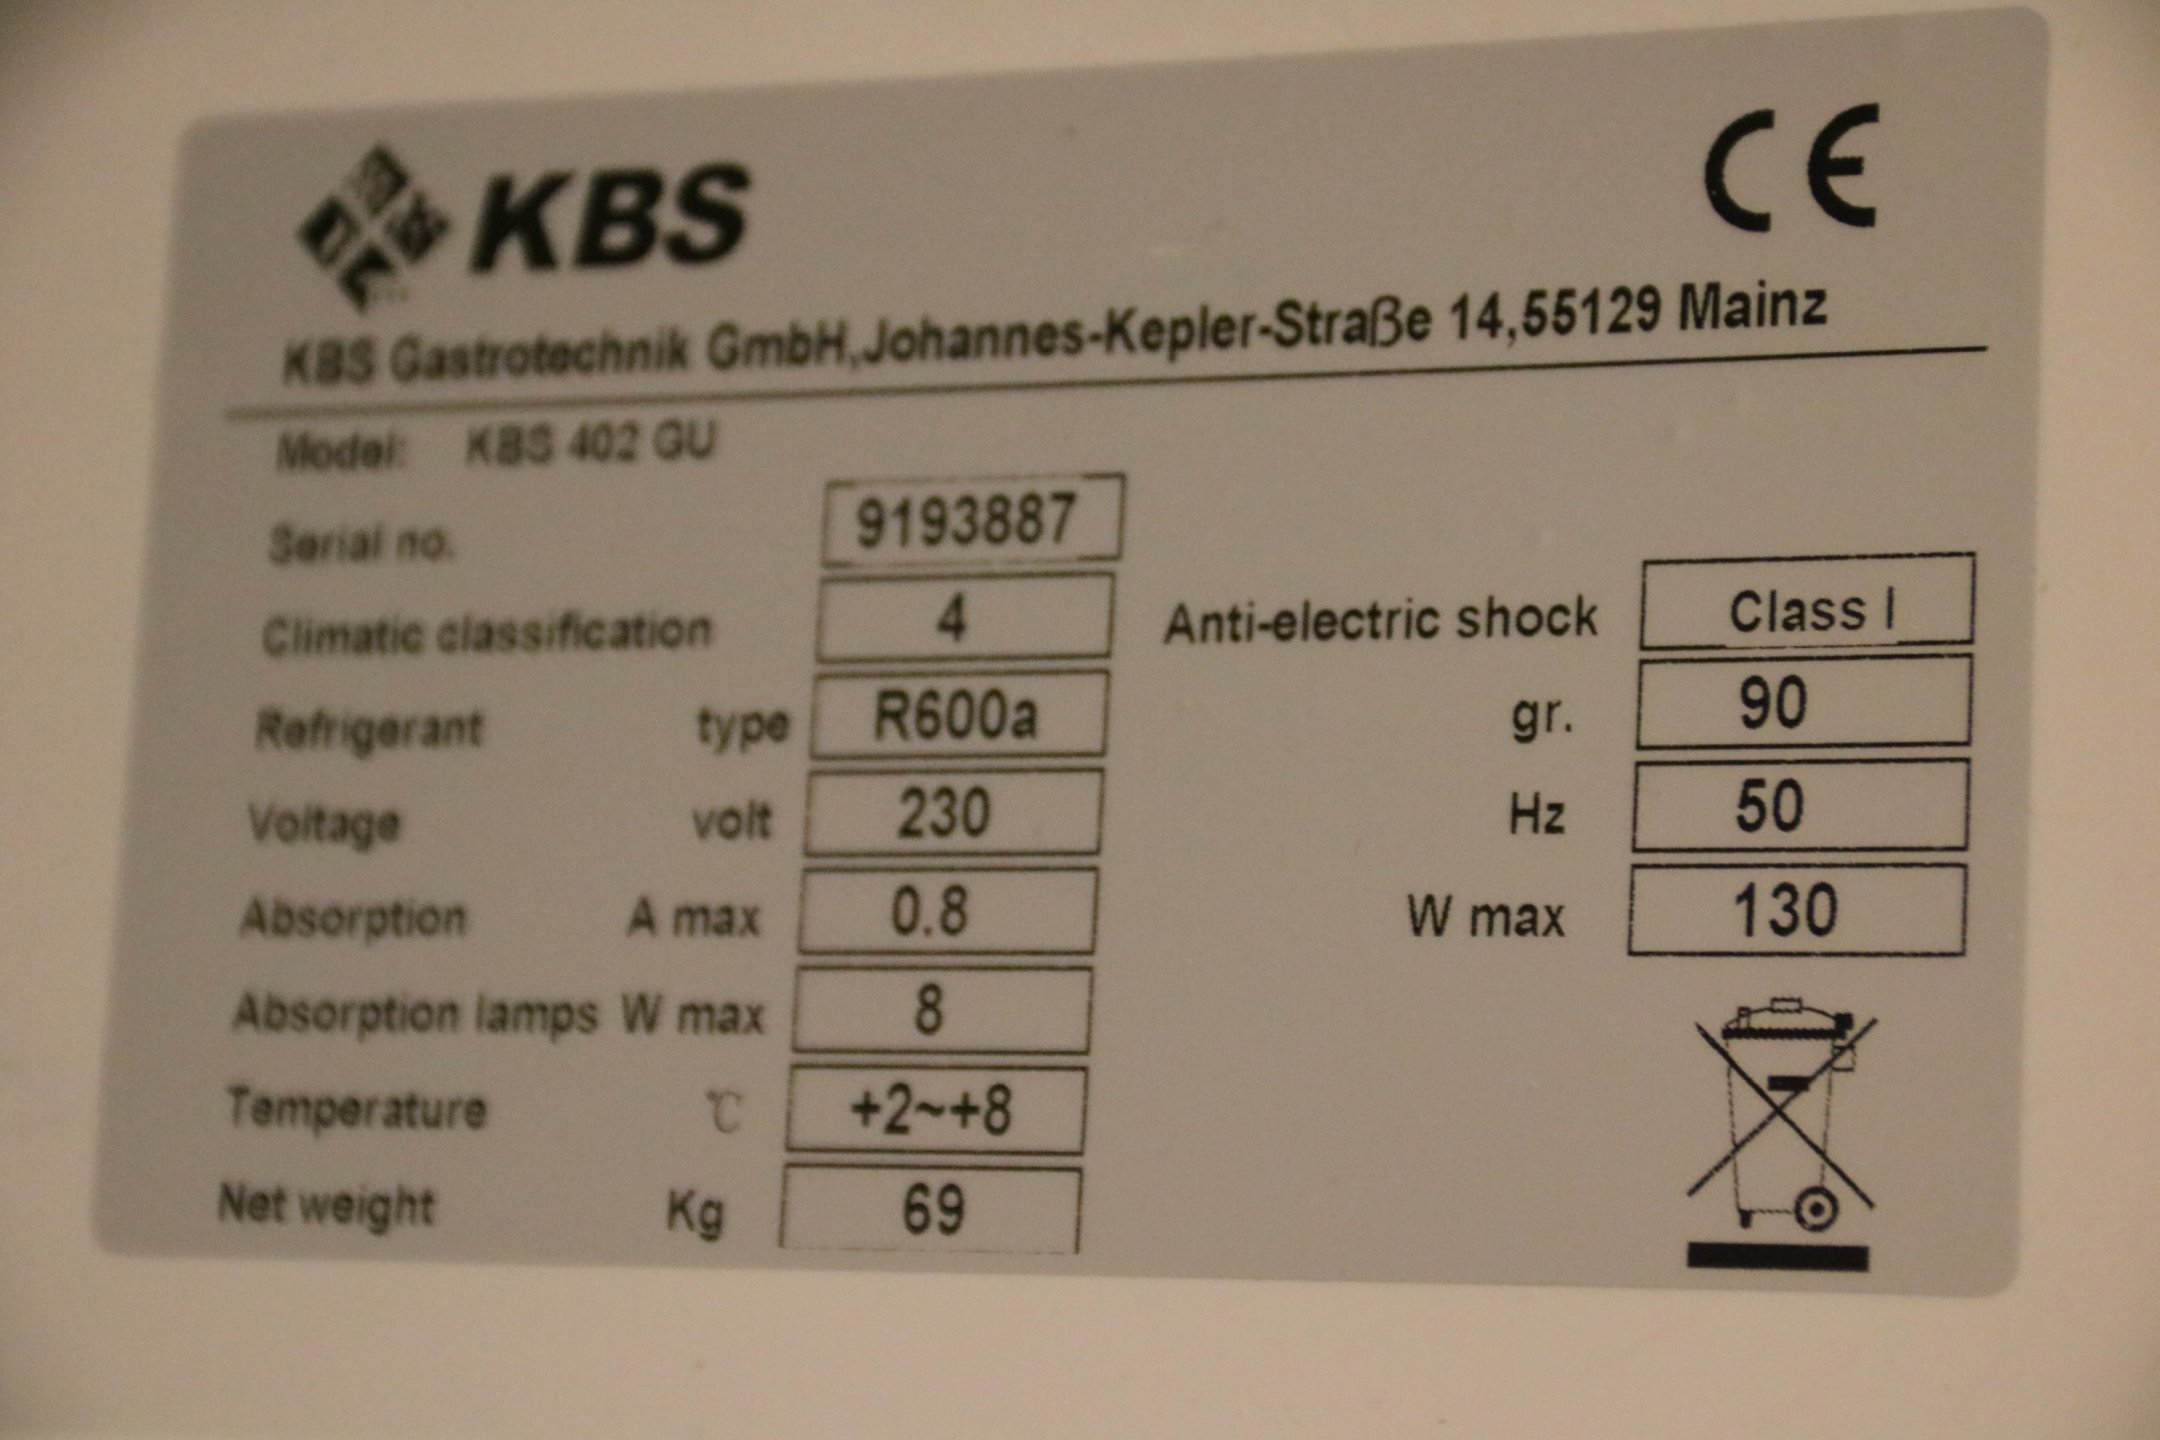 KBS
CE
KBS Gastrotechnik GmbH,Johannes-Kepler-Straße 14,55129 Mainz
Model: KBS 402 GU
Serial no. 9193887
Climatic classification 4 Anti-electric shock Class I
Refrigerant type R600a gr. 90
Voltage volt 230 Hz 50
Absorption A max 0.8 W max 130
Absorption lamps W max 8
Temperature ℃ +2~+8
Net weight Kg 69